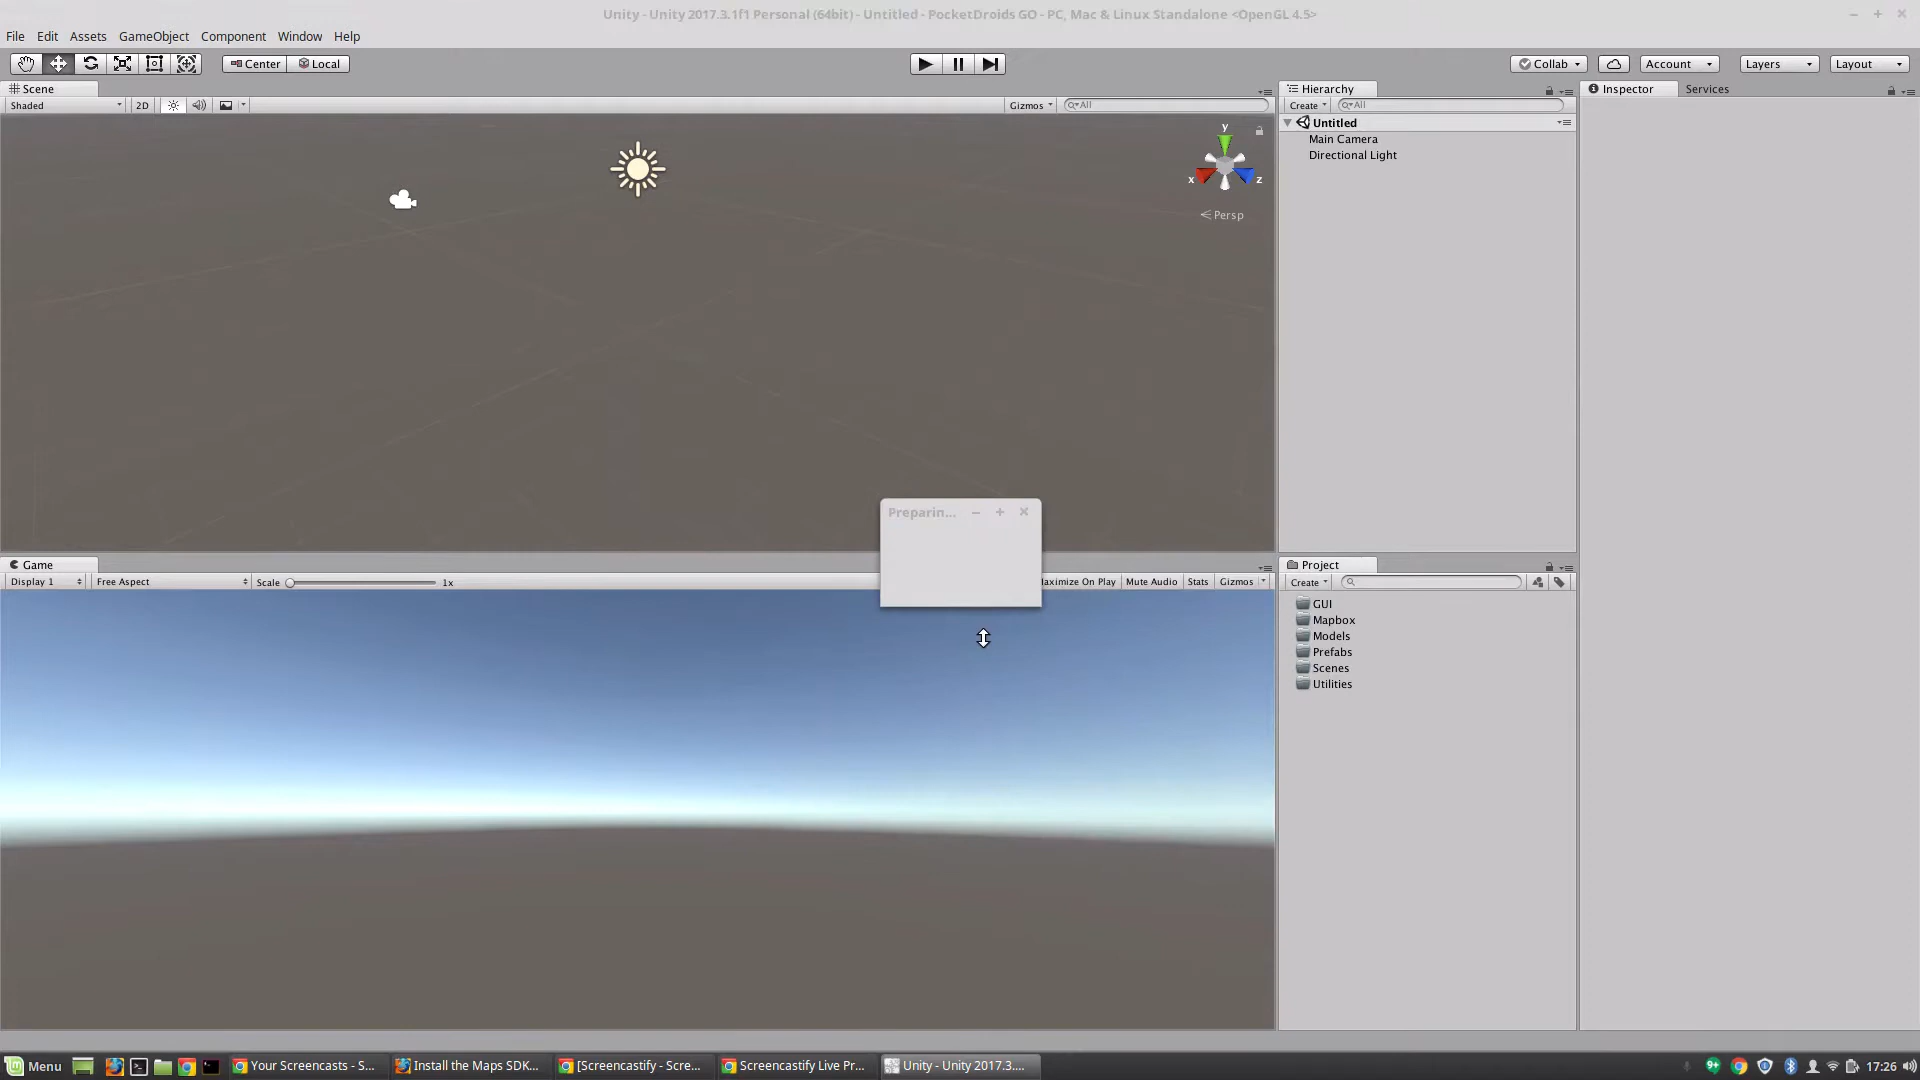 Unity - Unity 2017.3.1f1 Personal (64bit) - Untitled - PocketDroids GO - PC, Mac & Linux Standalone <OpenGL 4.5>
File Edit Assets GameObject Component Window Help
Center Local Collab Account Layers Layout
Scene Hierarchy Inspector Services
Shaded 2D Gizmos All Create All
Untitled
Main Camera
Directional Light
y
x z
Persp
Preparin...
Game Project
Display 1 Free Aspect Scale 1x Maximize On Play Mute Audio Stats Gizmos Create
GUI
Mapbox
Models
Prefabs
Scenes
Utilities
Menu Your Screencasts - S... Install the Maps SDK... [Screencastify - Scre... Screencastify Live Pr... Unity - Unity 2017.3.... 9+ 17:26